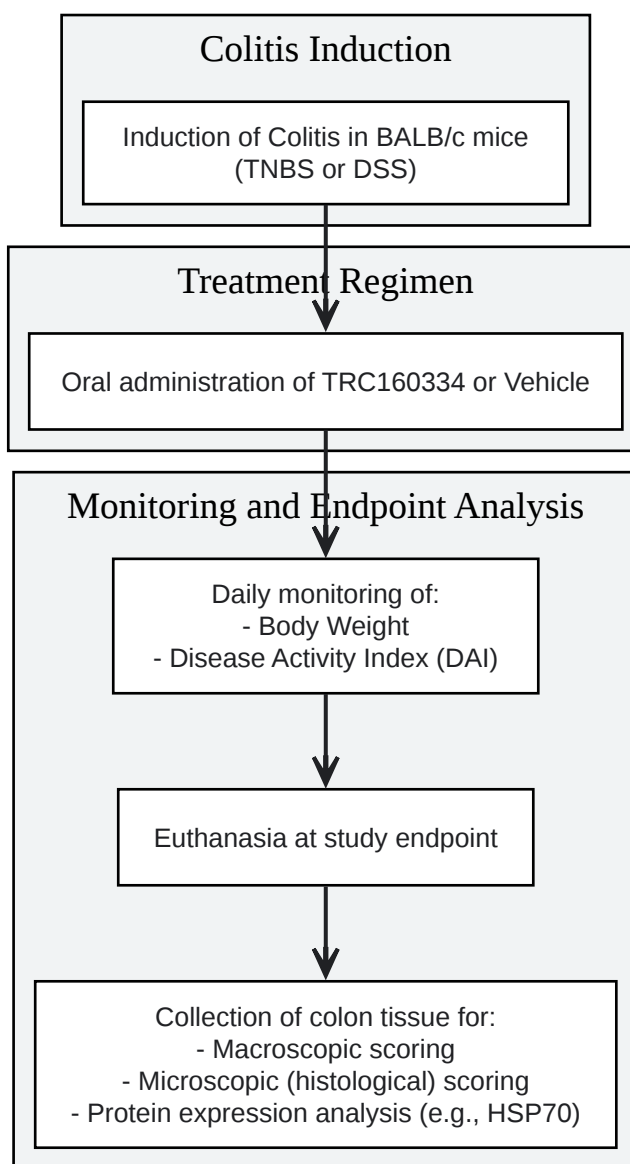 Colitis Induction
Induction of Colitis in BALB/c mice
(TNBS or DSS)
Treatment Regimen
Oral administration of TRC160334 or Vehicle
Monitoring and Endpoint Analysis
Daily monitoring of:
- Body Weight
- Disease Activity Index (DAI)
Euthanasia at study endpoint
Collection of colon tissue for:
- Macroscopic scoring
- Microscopic (histological) scoring
- Protein expression analysis (e.g., HSP70)